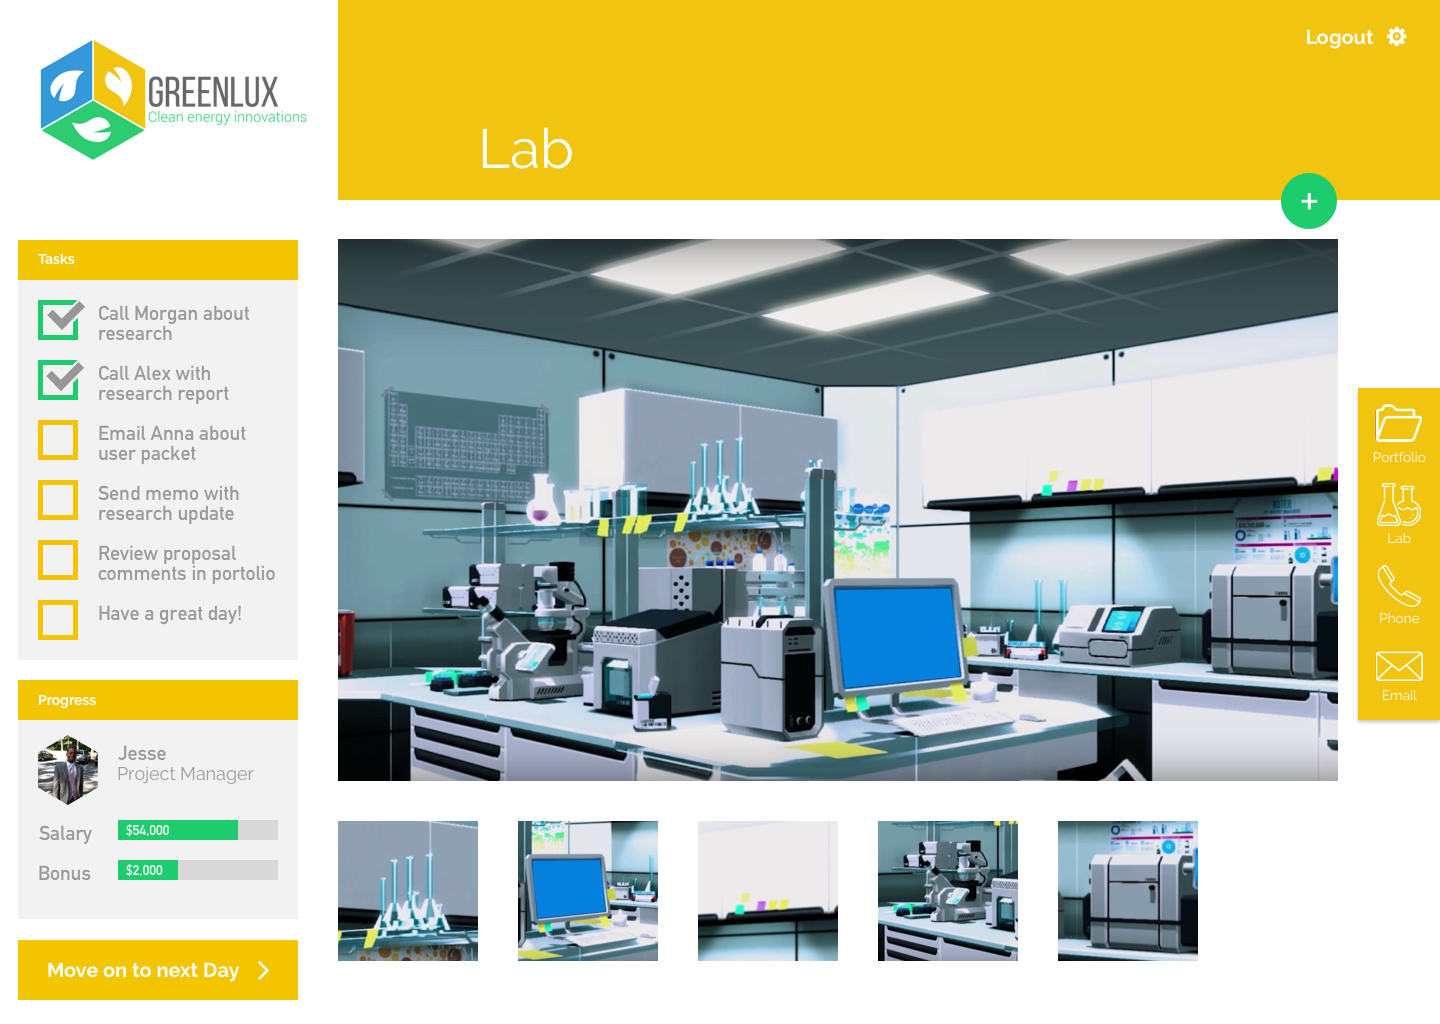 GREENLUX
Clean energy innovations
Logout
Lab
Tasks
Call Morgan about
research
Call Alex with
research report
Email Anna about
user packet
Send memo with
research update
Review proposal
comments in portolio
Have a great day!
Progress
Jesse
Project Manager
Salary
$54,000
Bonus
$2,000
Move on to next Day
Portfolio
Lab
Phone
Email